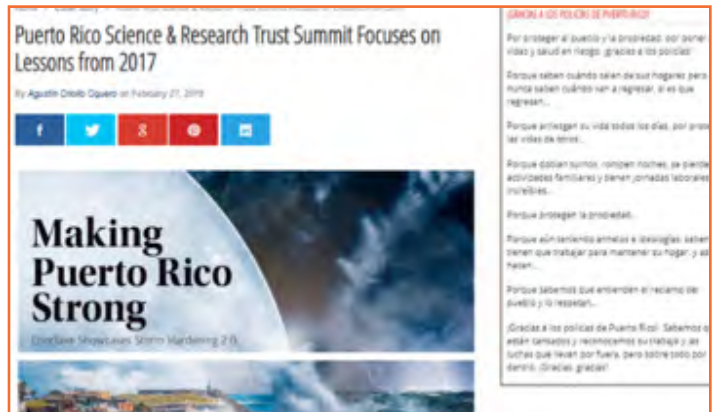 Puerto Rico Science & Research Trust Summit Focuses on
Lessons from 2017
By Agustín Criollo Oquero on February 27, 2019
Making
Puerto Rico
Strong
Conclave Showcases Storm Hardening 2.0
¡GRACIAS A LOS POLICÍAS DE PUERTO RICO!
Por proteger al pueblo y la propiedad, por poner
vidas y salud en riesgo, gracias a los policías
Porque saben cuándo salen de sus hogares pero
nunca saben cuándo van a regresar, si es que
regresan...
Porque arriesgan su vida todos los días, por
las vidas de otros...
Porque doblan turnos, rompen noches, se pierden
actividades familiares y tienen jornadas laborales
increíbles...
Porque protegen la propiedad...
Porque aún teniendo anhelos e ideologías, saben
tienen que trabajar para mantener su hogar, y
hacen...
Porque sabemos que entienden el reclamo del
pueblo y lo respetan...
¡Gracias a los policías de Puerto Rico! Sabemos
están cansados y reconocemos su trabajo y las
luchas que llevan por fuera, pero sobre todo por
dentro. ¡Gracias, gracias!